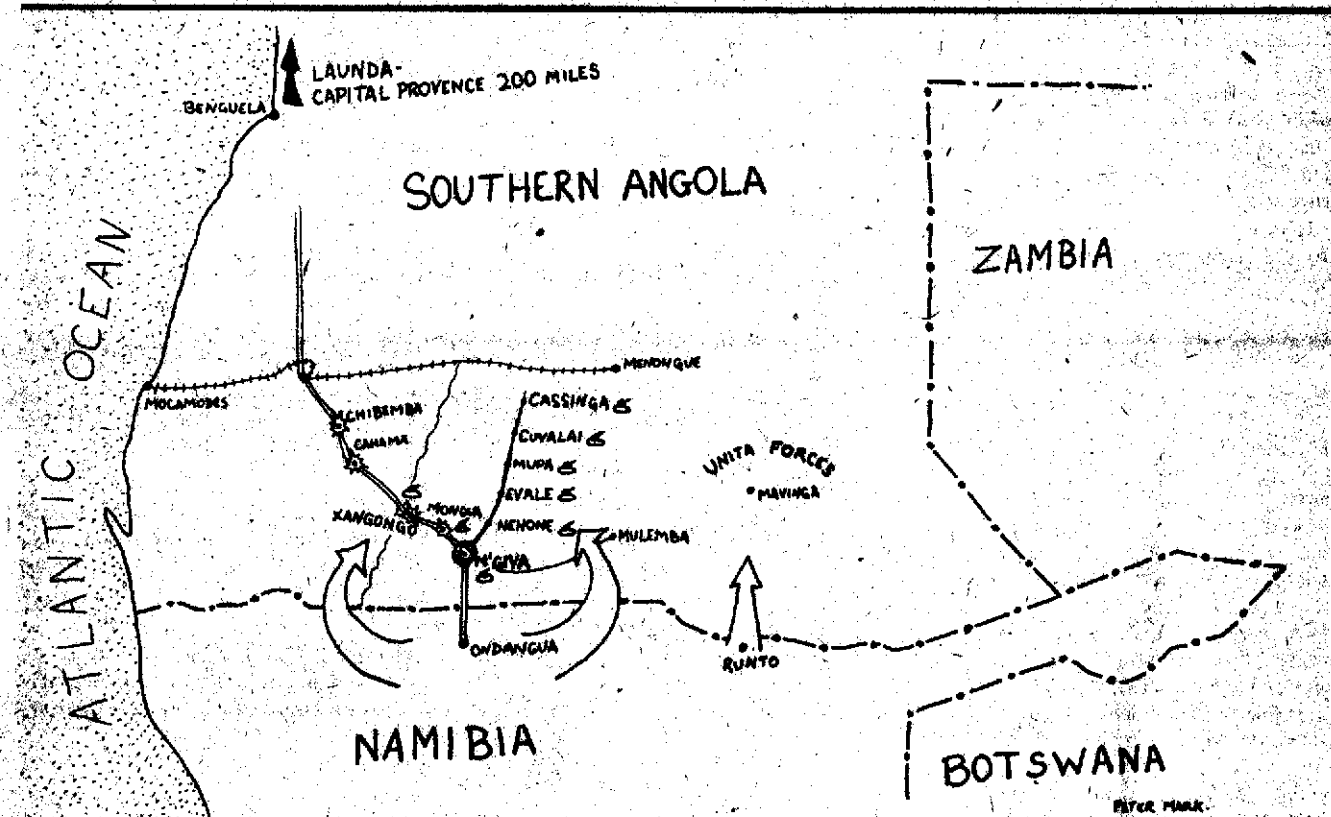 LAUNDA-
CAPITAL PROVENCE 200 MILES
BENGUELA
SOUTHERN ANGOLA
ZAMBIA
ATLANTIC OCEAN
MOCAMODES
MENONGUE
CHIBEMBA
CAHAMA
CASSINGA
CUVALAI
MUPA
EVALE
NEHONE
XANGONGO
MONGUA
N'GIVA
MULEMBA
UNITA FORCES
MAVINGA
ONDANGUA
RUNTO
NAMIBIA
BOTSWANA
PETER MARK.